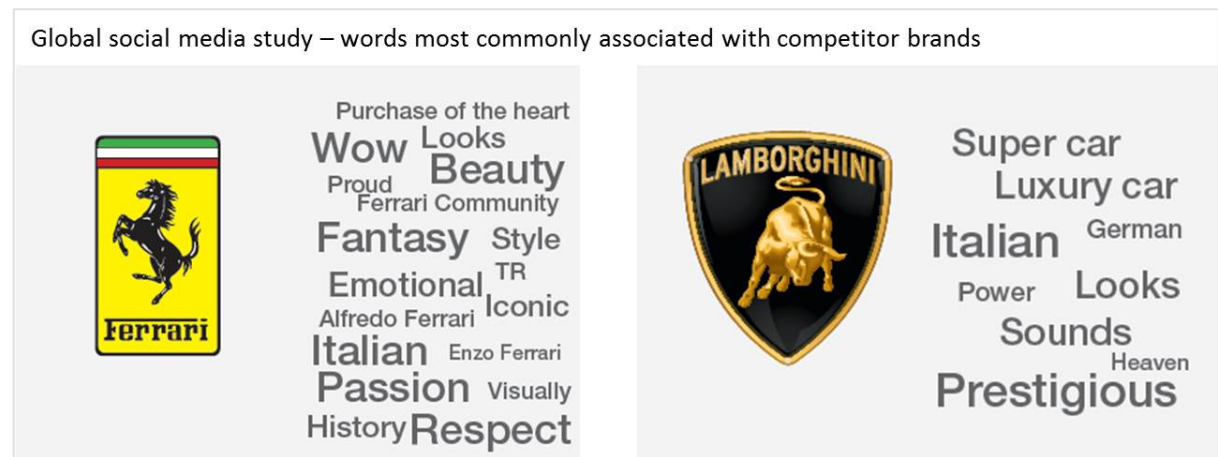 Global social media study – words most commonly associated with competitor brands
Ferrari
Purchase of the heart
Wow Looks
Beauty
Proud
Ferrari Community
Fantasy Style
TR
Emotional
Iconic
Alfredo Ferrari
Italian Enzo Ferrari
Passion Visually
History Respect
LAMBORGHINI
Super car
Luxury car
German
Italian
Power Looks
Sounds
Heaven
Prestigious